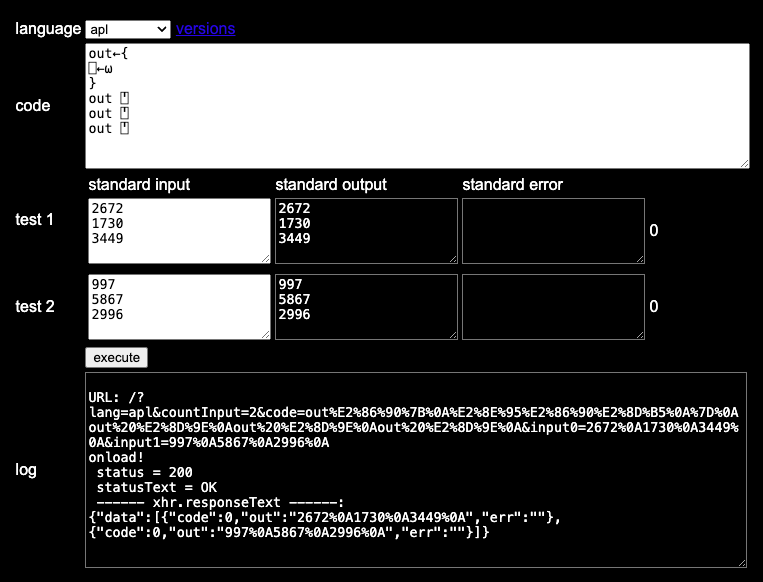 language apl versions
code
out←{
⎕←⍵
}
out ⍞
out ⍞
out ⍞
standard input standard output standard error
test 1
2672
1730
3449
2672
1730
3449
0
test 2
997
5867
2996
997
5867
2996
0
execute
log
URL: /?
lang=apl&countInput=2&code=out%E2%86%90%7B%0A%E2%8E%95%E2%86%90%E2%8D%B5%0A%7D%0A
out%20%E2%8D%9E%0Aout%20%E2%8D%9E%0Aout%20%E2%8D%9E%0A&input0=2672%0A1730%0A3449%
0A&input1=997%0A5867%0A2996%0A
onload!
status = 200
statusText = OK
------ xhr.responseText ------:
{"data":[{"code":0,"out":"2672%0A1730%0A3449%0A","err":""},
{"code":0,"out":"997%0A5867%0A2996%0A","err":""}]}